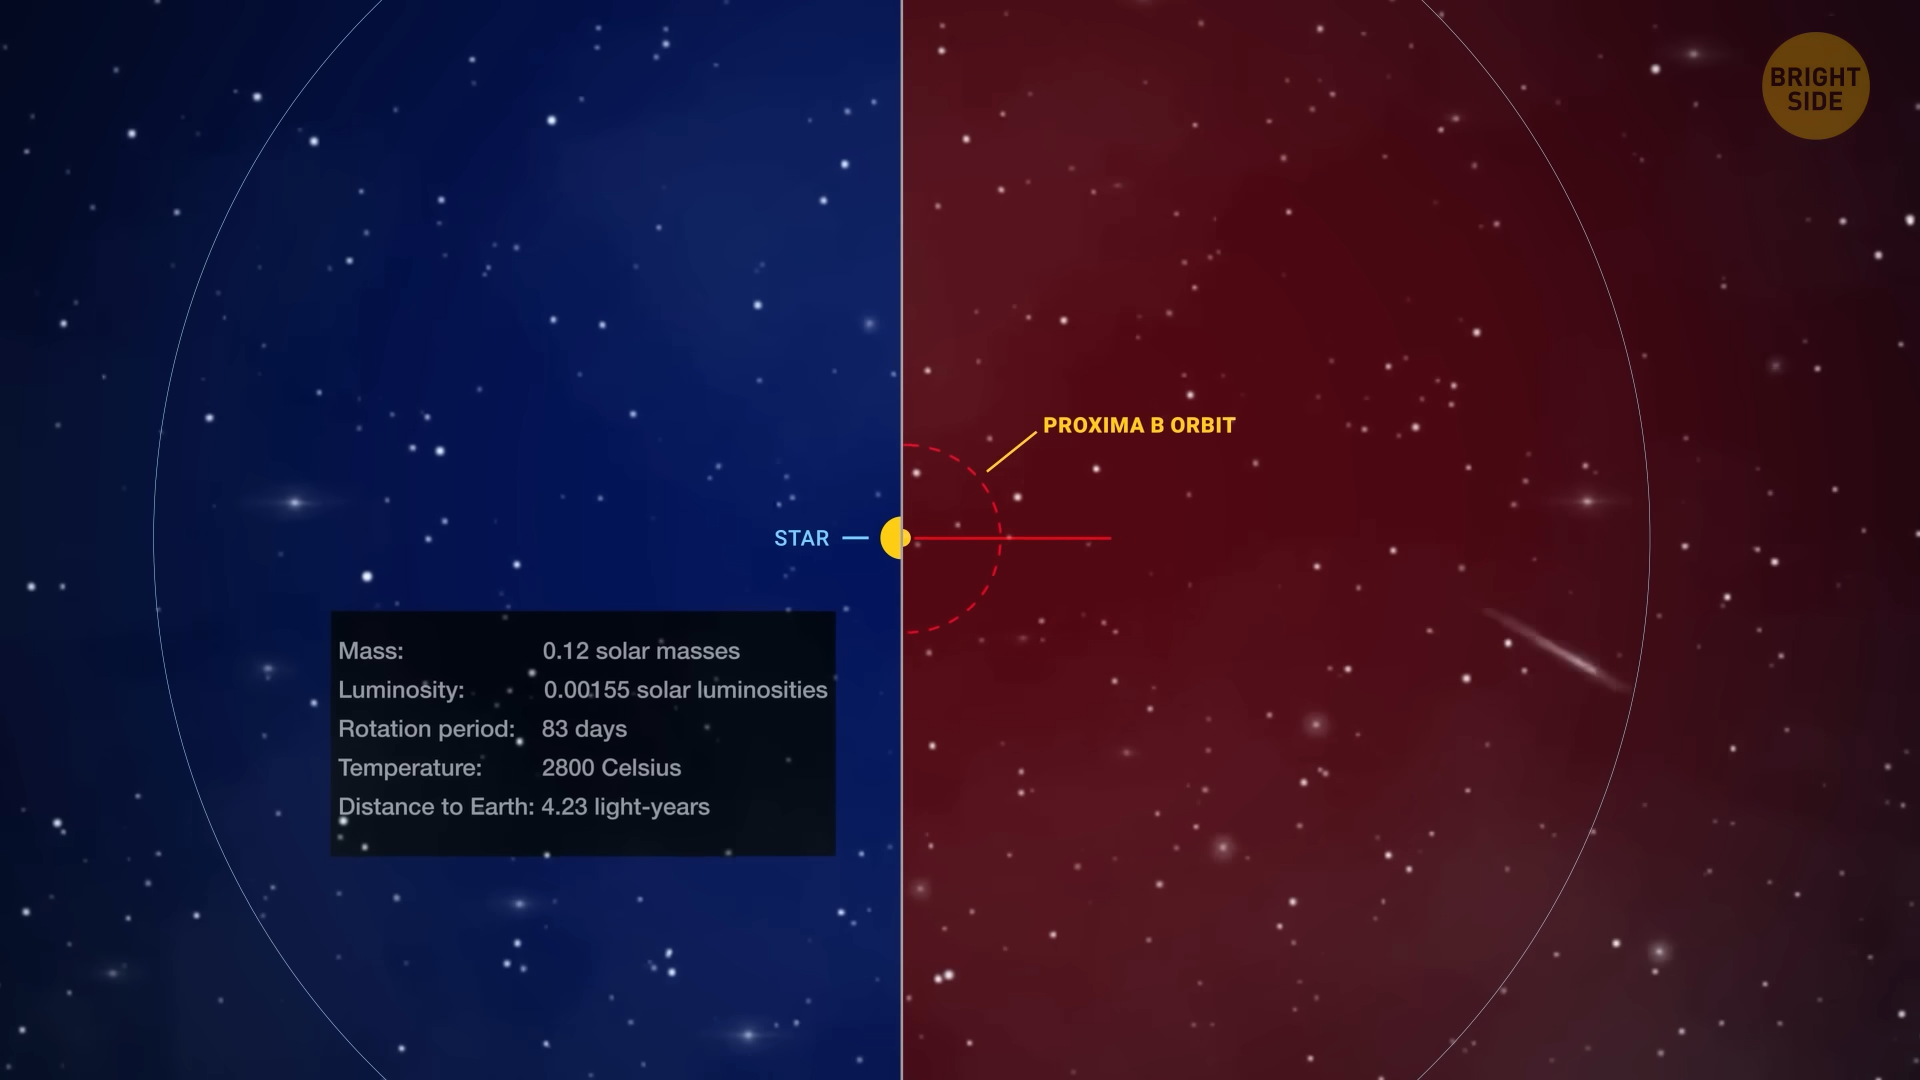 BRIGHT
SIDE
PROXIMA B ORBIT
STAR
Mass: 0.12 solar masses
Luminosity: 0.00155 solar luminosities
Rotation period: 83 days
Temperature: 2800 Celsius
Distance to Earth: 4.23 light-years